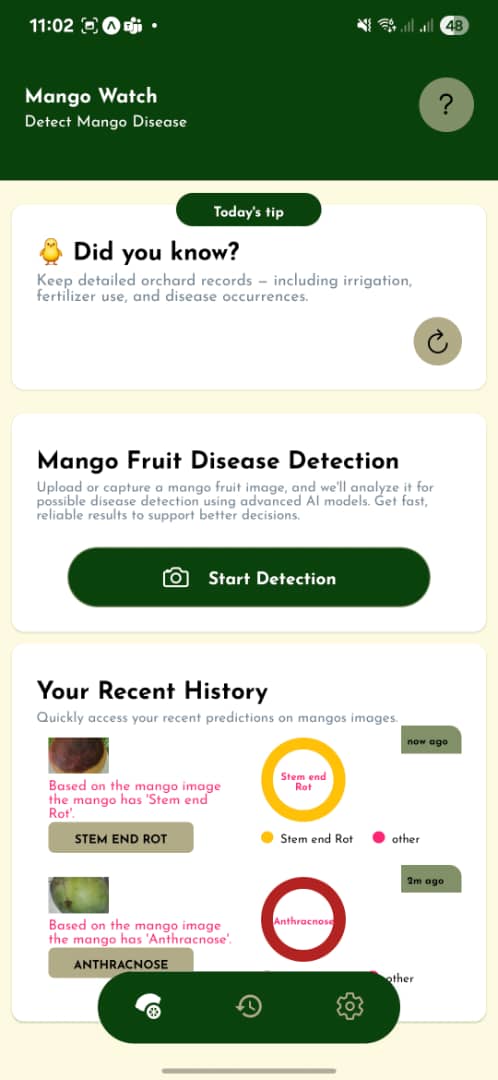 11:02
48
Mango Watch
Detect Mango Disease
?
Today's tip
Did you know?
Keep detailed orchard records — including irrigation,
fertilizer use, and disease occurrences.
Mango Fruit Disease Detection
Upload or capture a mango fruit image, and we'll analyze it for
possible disease detection using advanced AI models. Get fast,
reliable results to support better decisions.
Start Detection
Your Recent History
Quickly access your recent predictions on mangos images.
now ago
Based on the mango image
the mango has 'Stem end
Rot'.
STEM END ROT
Stem end
Rot
Stem end Rot
other
2m ago
Based on the mango image
the mango has 'Anthracnose'.
ANTHRACNOSE
Anthracnose
other